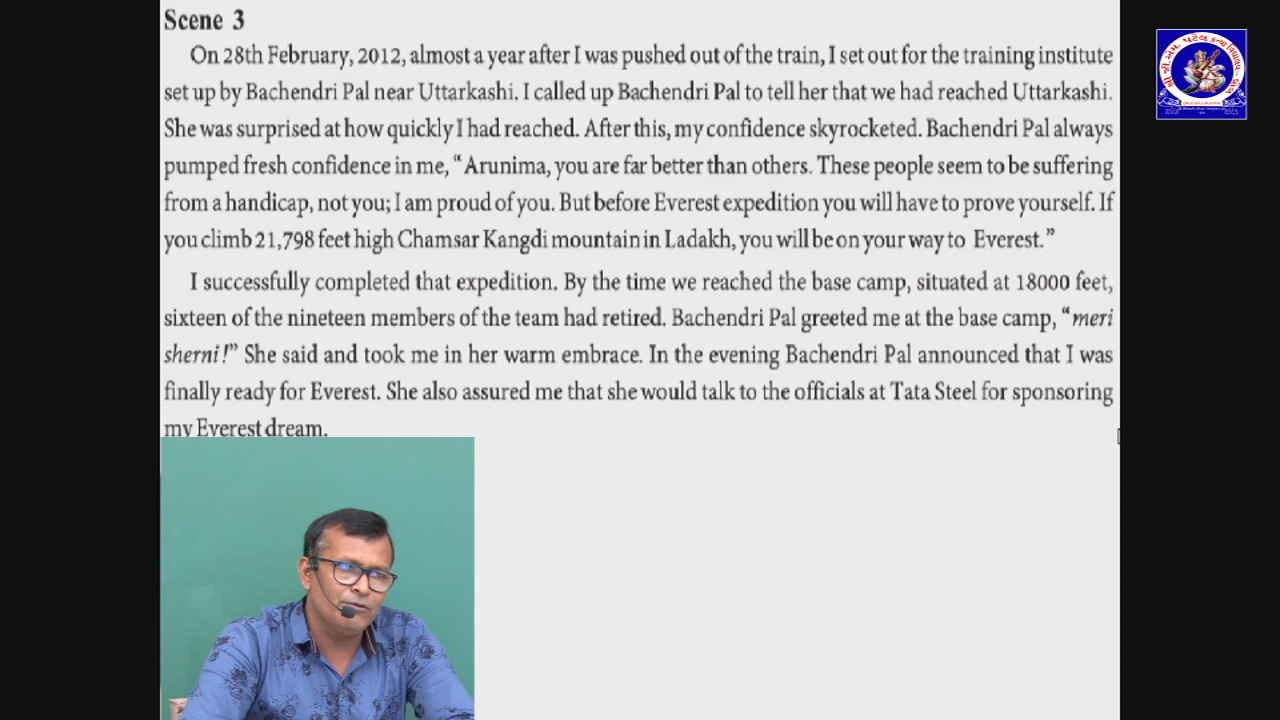 Scene 3
On 28th February, 2012, almost a year after I was pushed out of the train, I set out for the training institute
set up by Bachendri Pal near Uttarkashi. I called up Bachendri Pal to tell her that we had reached Uttarkashi.
She was surprised at how quickly I had reached. After this, my confidence skyrocketed. Bachendri Pal always
pumped fresh confidence in me, “Arunima, you are far better than others. These people seem to be suffering
from a handicap, not you; I am proud of you. But before Everest expedition you will have to prove yourself. If
you climb 21,798 feet high Chamsar Kangdi mountain in Ladakh, you will be on your way to Everest.”
I successfully completed that expedition. By the time we reached the base camp, situated at 18000 feet,
sixteen of the nineteen members of the team had retired. Bachendri Pal greeted me at the base camp, “meri
sherni!” She said and took me in her warm embrace. In the evening Bachendri Pal announced that I was
finally ready for Everest. She also assured me that she would talk to the officials at Tata Steel for sponsoring
my Everest dream.